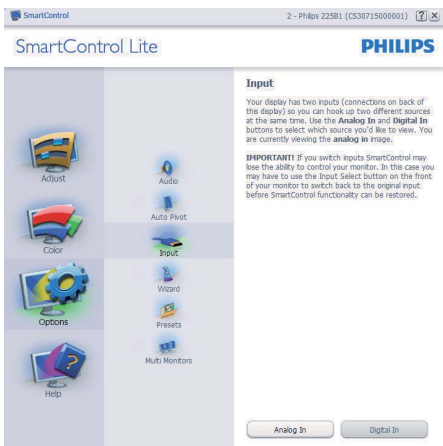 SmartControl
2 - Philips 225B1 (CS30715000001)
SmartControl Lite
PHILIPS
Adjust
Color
Options
Help
Audio
Auto Pivot
Input
Wizard
Presets
Multi Monitors
Input
Your display has two inputs (connections on back of
this display) so you can hook up two different sources
at the same time. Use the Analog In and Digital In
buttons to select which source you'd like to view. You
are currently viewing the analog in image.
IMPORTANT! If you switch inputs SmartControl may
lose the ability to control your monitor. In this case you
may have to use the Input Select button on the front
of your monitor to switch back to the original input
before SmartControl functionality can be restored.
Analog In
Digital In